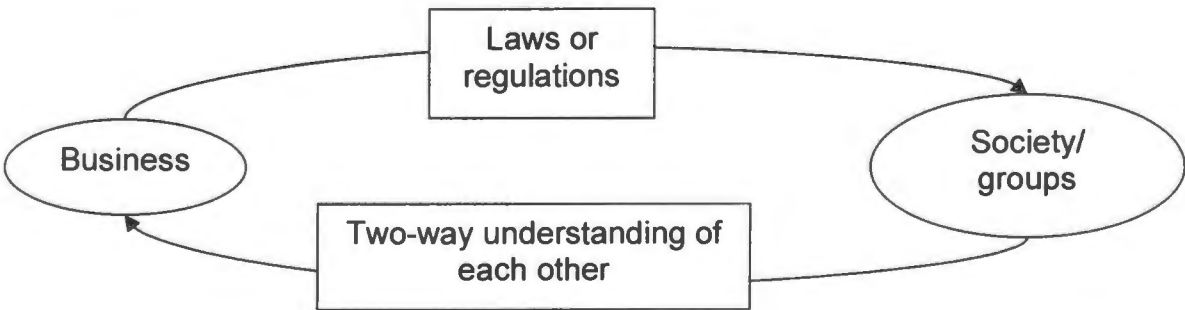 Laws or
regulations
Business
Society/
groups
Two-way understanding of
each other